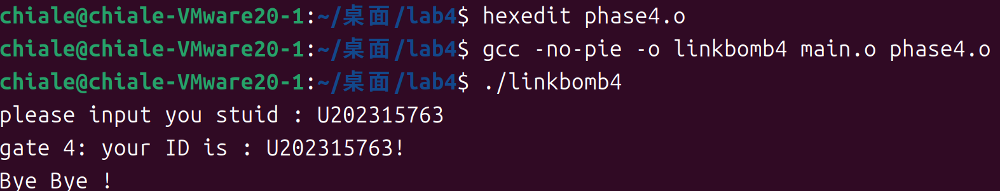 chiale@chiale-VMware20-1:~/桌面/lab4$ hexedit phase4.o
chiale@chiale-VMware20-1:~/桌面/lab4$ gcc -no-pie -o linkbomb4 main.o phase4.o
chiale@chiale-VMware20-1:~/桌面/lab4$ ./linkbomb4
please input you stuid : U202315763
gate 4: your ID is : U202315763!
Bye Bye !